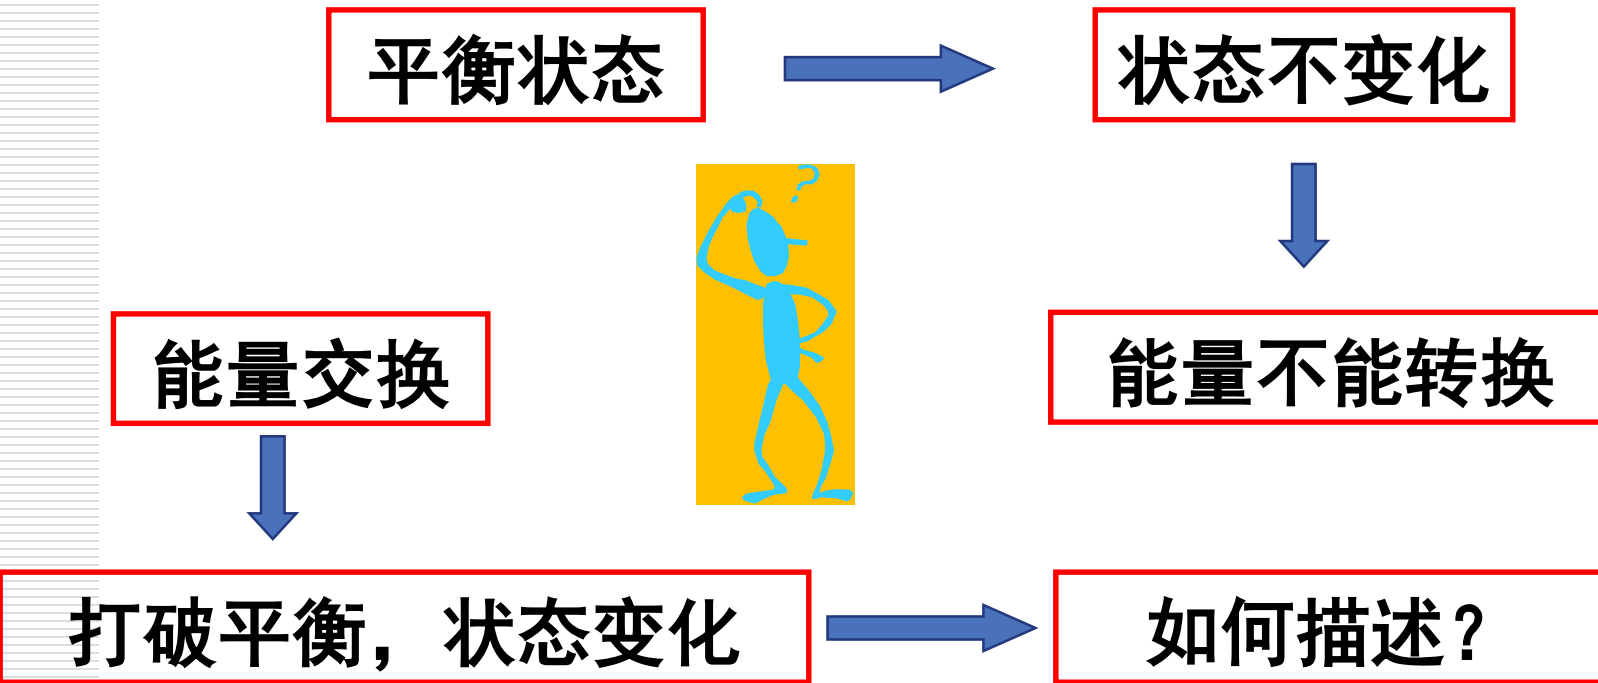 平衡状态
状态不变化
?
能量交换
能量不能转换
打破平衡，状态变化
如何描述？